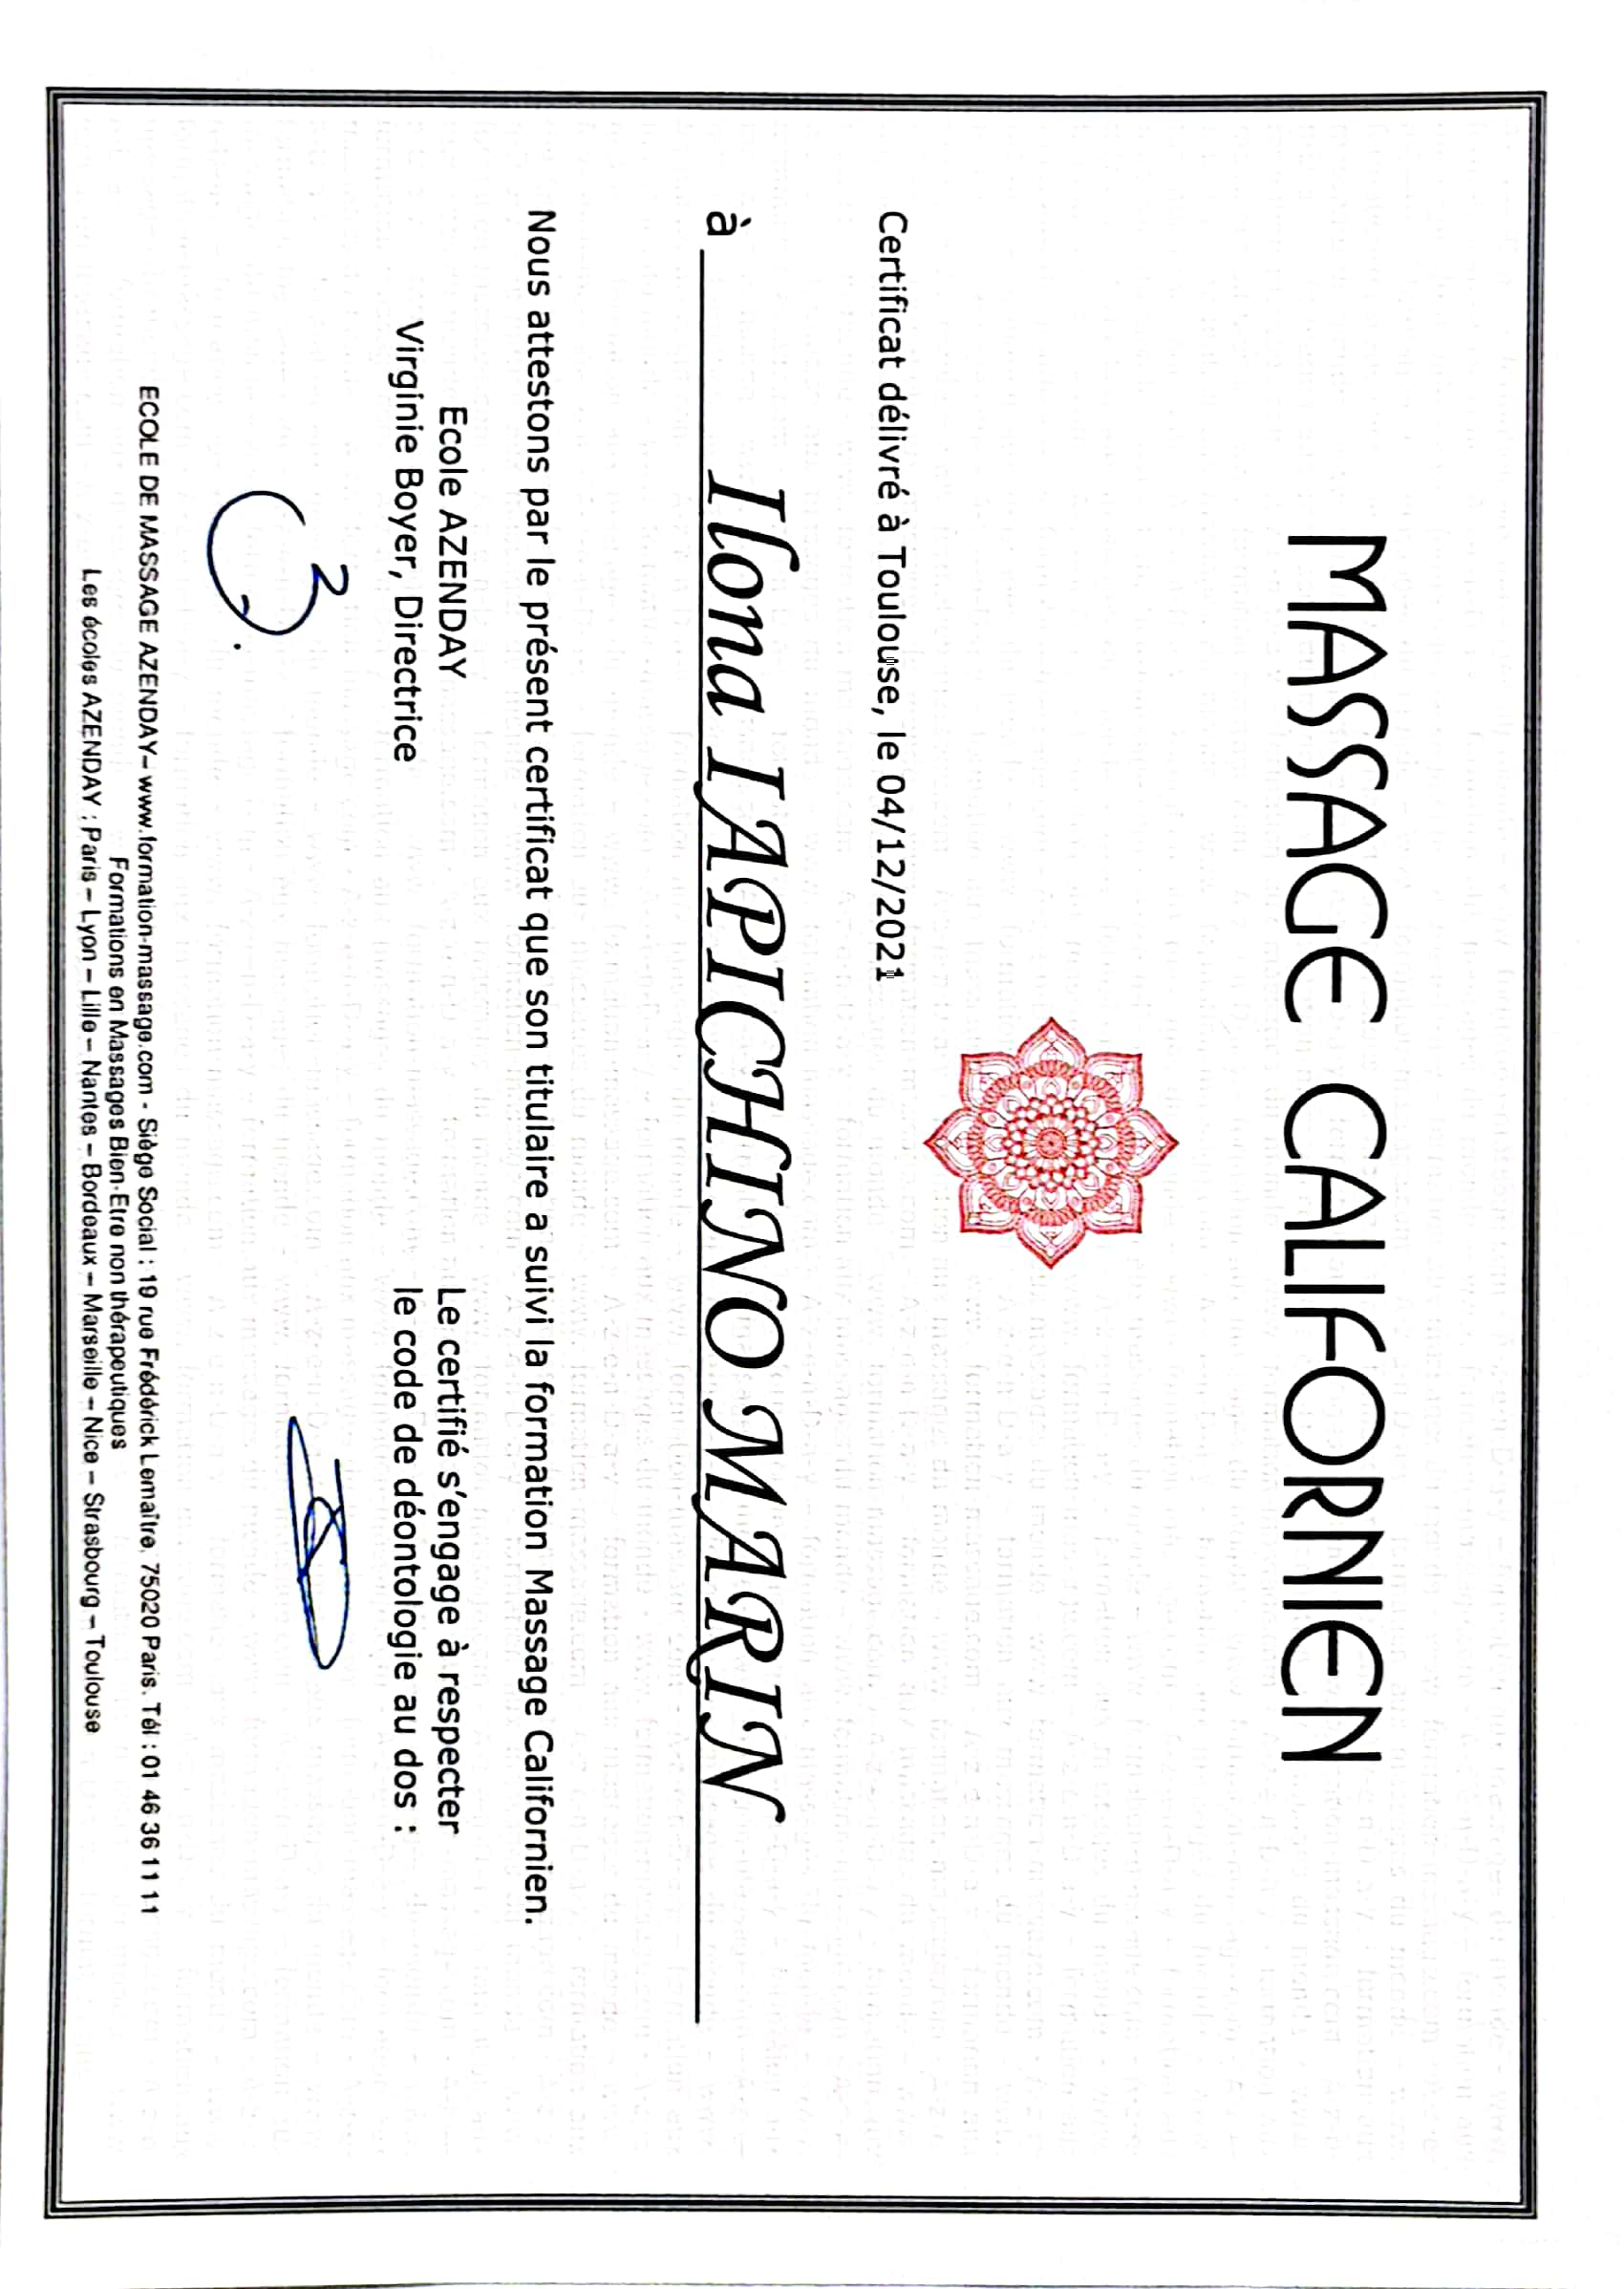 MASSAGE CALIFORNIEN
Certificat délivré à Toulouse, le 04/12/2021
à Ilona IAPICHINO MARIN
Nous attestons par le présent certificat que son titulaire a suivi la formation Massage Californien.
Ecole AZENDAY
Virginie Boyer, Directrice
Le certifié s’engage à respecter
le code de déontologie au dos :
ECOLE DE MASSAGE AZENDAY– www.formation-massage.com - Siège Social : 19 rue Frédérick Lemaître, 75020 Paris. Tél : 01 46 36 11 11
Formations en Massages Bien-Etre non thérapeutiques
Les écoles AZENDAY : Paris – Lyon – Lille – Nantes – Bordeaux – Marseille – Nice – Strasbourg – Toulouse